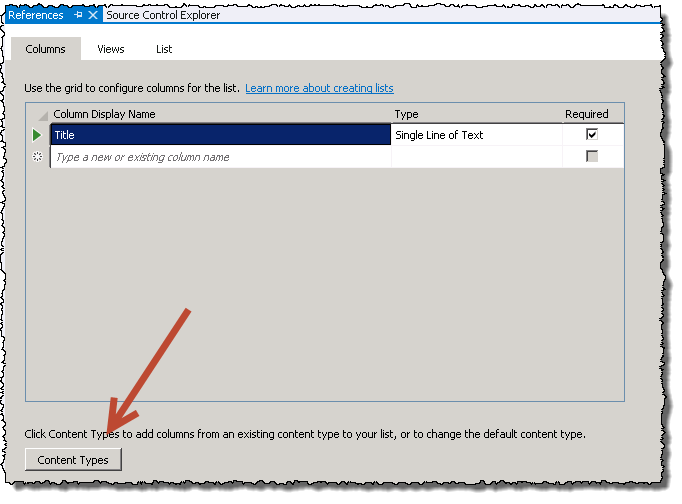 References Source Control Explorer
Columns Views List
Use the grid to configure columns for the list. Learn more about creating lists
Column Display Name Type Required
Title Single Line of Text
Type a new or existing column name
Click Content Types to add columns from an existing content type to your list, or to change the default content type.
Content Types